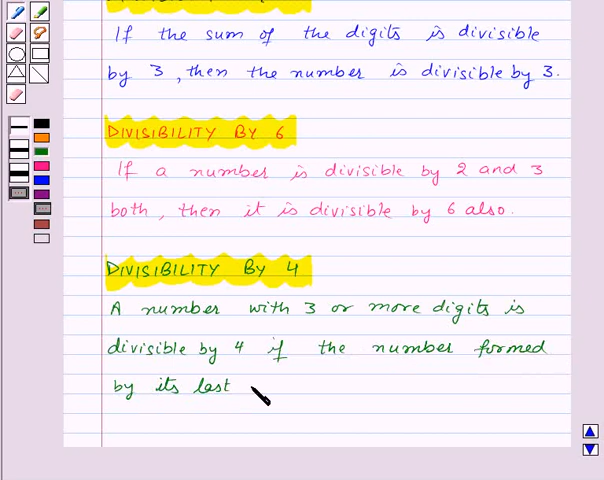 If the sum of the digits is divisible
by 3, then the number is divisible by 3.
DIVISIBILITY BY 6
If a number is divisible by 2 and 3
both, then it is divisible by 6 also.
DIVISIBILITY BY 4
A number with 3 or more digits is
divisible by 4 if the number formed
by its last